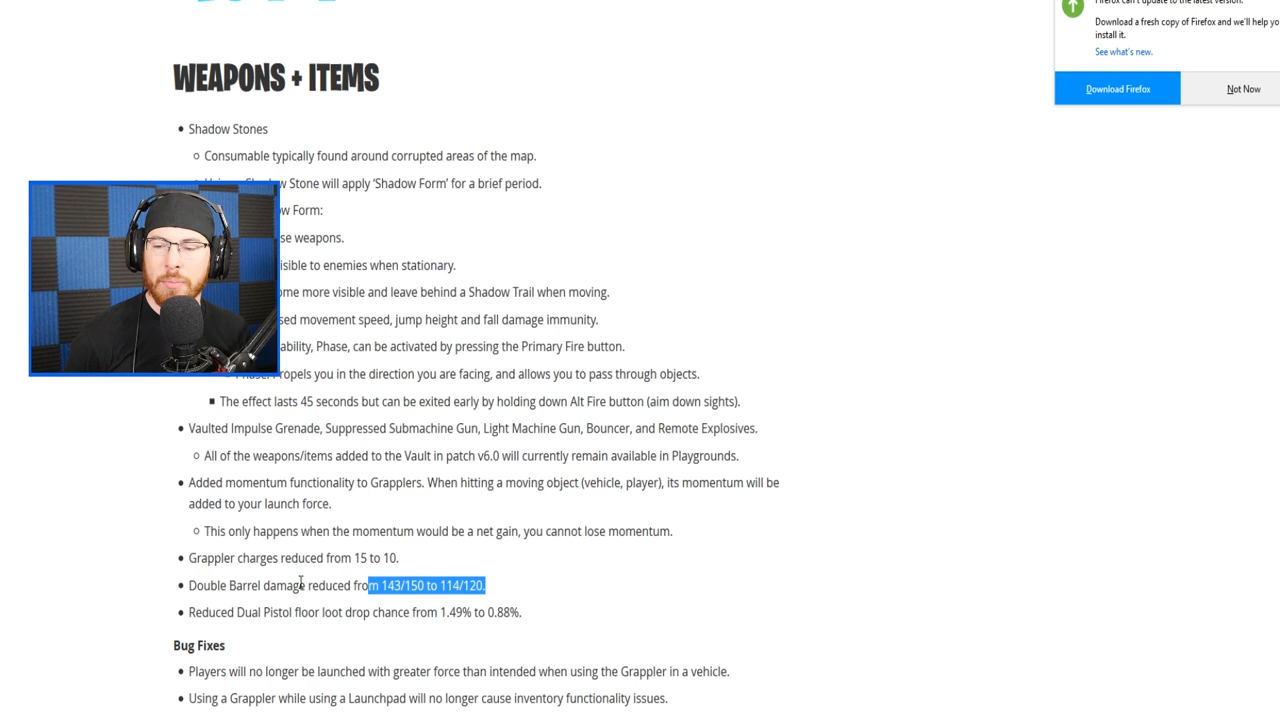 WEAPONS + ITEMS
Shadow Stones
Consumable typically found around corrupted areas of the map.
Stone will apply ‘Shadow Form’ for a brief period.
Form:
weapons.
to enemies when stationary.
more visible and leave behind a Shadow Trail when moving.
movement speed, jump height and fall damage immunity.
ability, Phase, can be activated by pressing the Primary Fire button.
you in the direction you are facing, and allows you to pass through objects.
The effect lasts 45 seconds but can be exited early by holding down Alt Fire button (aim down sights).
Vaulted Impulse Grenade, Suppressed Submachine Gun, Light Machine Gun, Bouncer, and Remote Explosives.
All of the weapons/items added to the Vault in patch v6.0 will currently remain available in Playgrounds.
Added momentum functionality to Grapplers. When hitting a moving object (vehicle, player), its momentum will be
added to your launch force.
This only happens when the momentum would be a net gain, you cannot lose momentum.
Grappler charges reduced from 15 to 10.
Double Barrel damage reduced from 143/150 to 114/120.
Reduced Dual Pistol floor loot drop chance from 1.49% to 0.88%.
Bug Fixes
Players will no longer be launched with greater force than intended when using the Grappler in a vehicle.
Using a Grappler while using a Launchpad will no longer cause inventory functionality issues.
Firefox can't update to the latest version.
Download a fresh copy of Firefox and we'll help yo
install it.
See what's new.
Download Firefox
Not Now